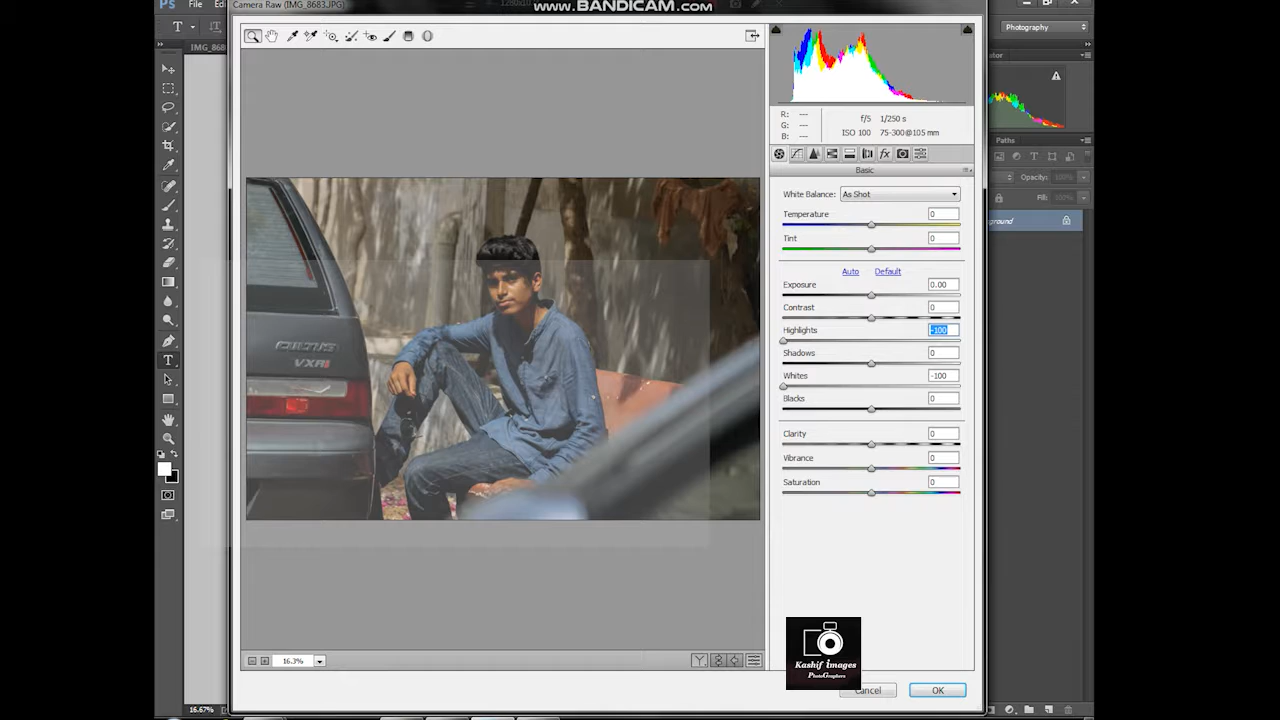 www.BANDICAM.com
Camera Raw (IMG_8683.JPG)
Ps
File
T
Photography
Paths
Opacity: 100%
Fill: 100%
R: ---
G: ---
B: ---
f/5 1/250 s
ISO 100 75-300@105 mm
fx
Basic
White Balance: As Shot
Temperature 0
Tint 0
Auto Default
Exposure 0.00
Contrast 0
Highlights -100
Shadows 0
Whites -100
Blacks 0
Clarity 0
Vibrance 0
Saturation 0
CULTUS
VXRi
16.3%
Kashif images
PhotoGraphers
Cancel OK
16.67%